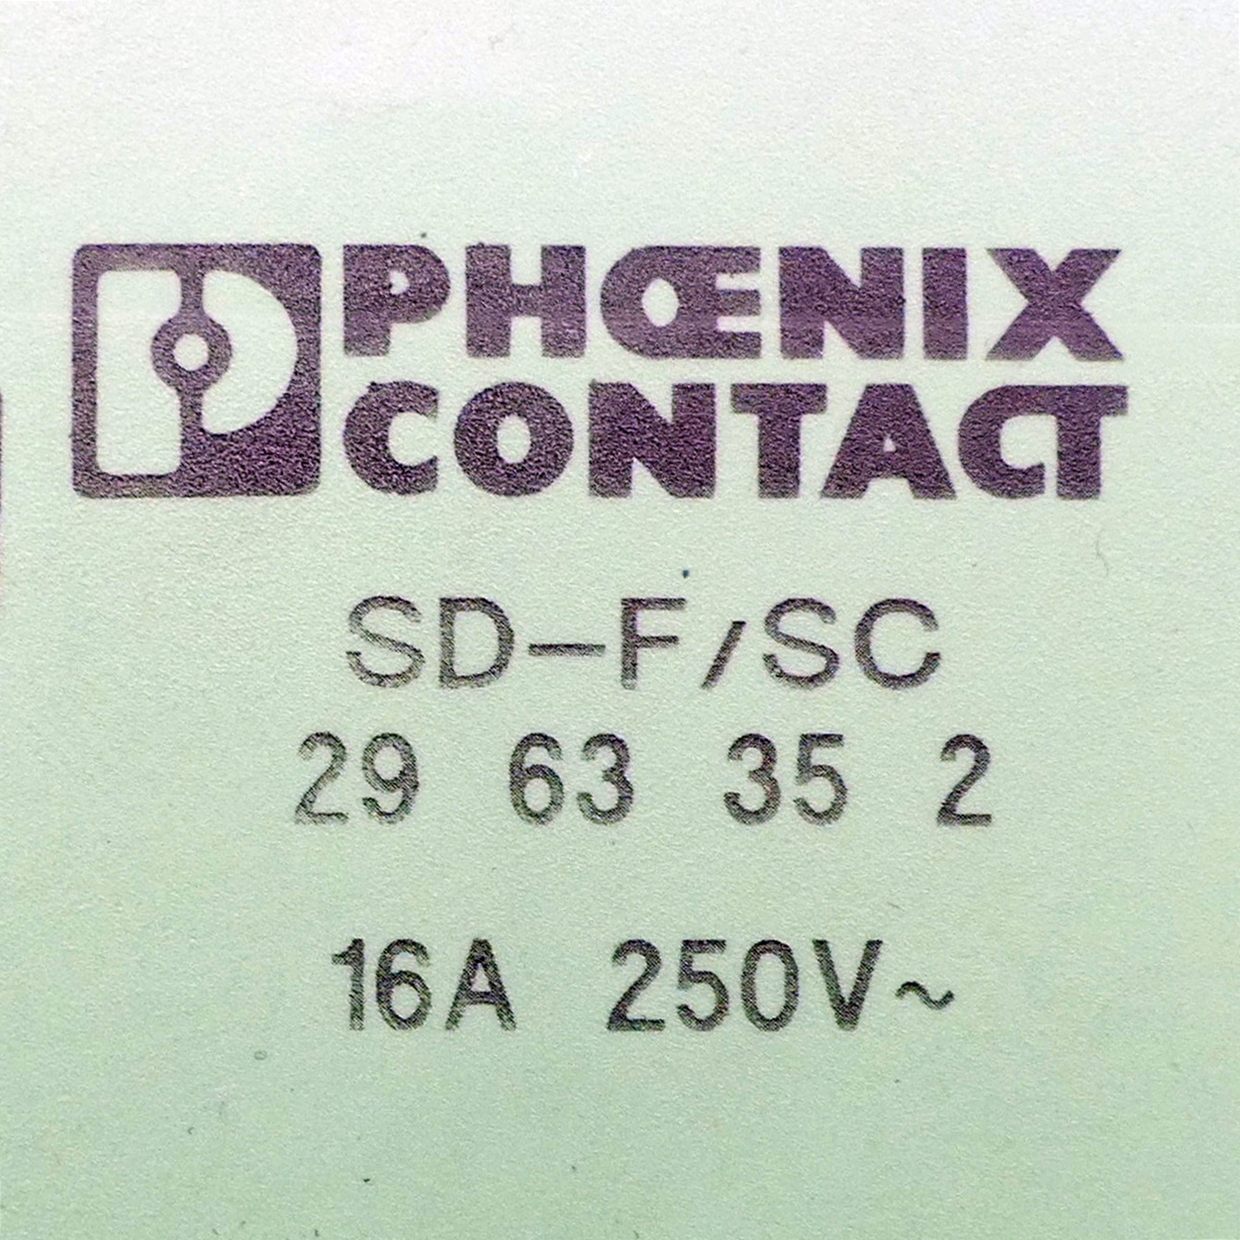 PHŒNIX
CONTACT
SD-F/SC
29 63 35 2
16A 250V~